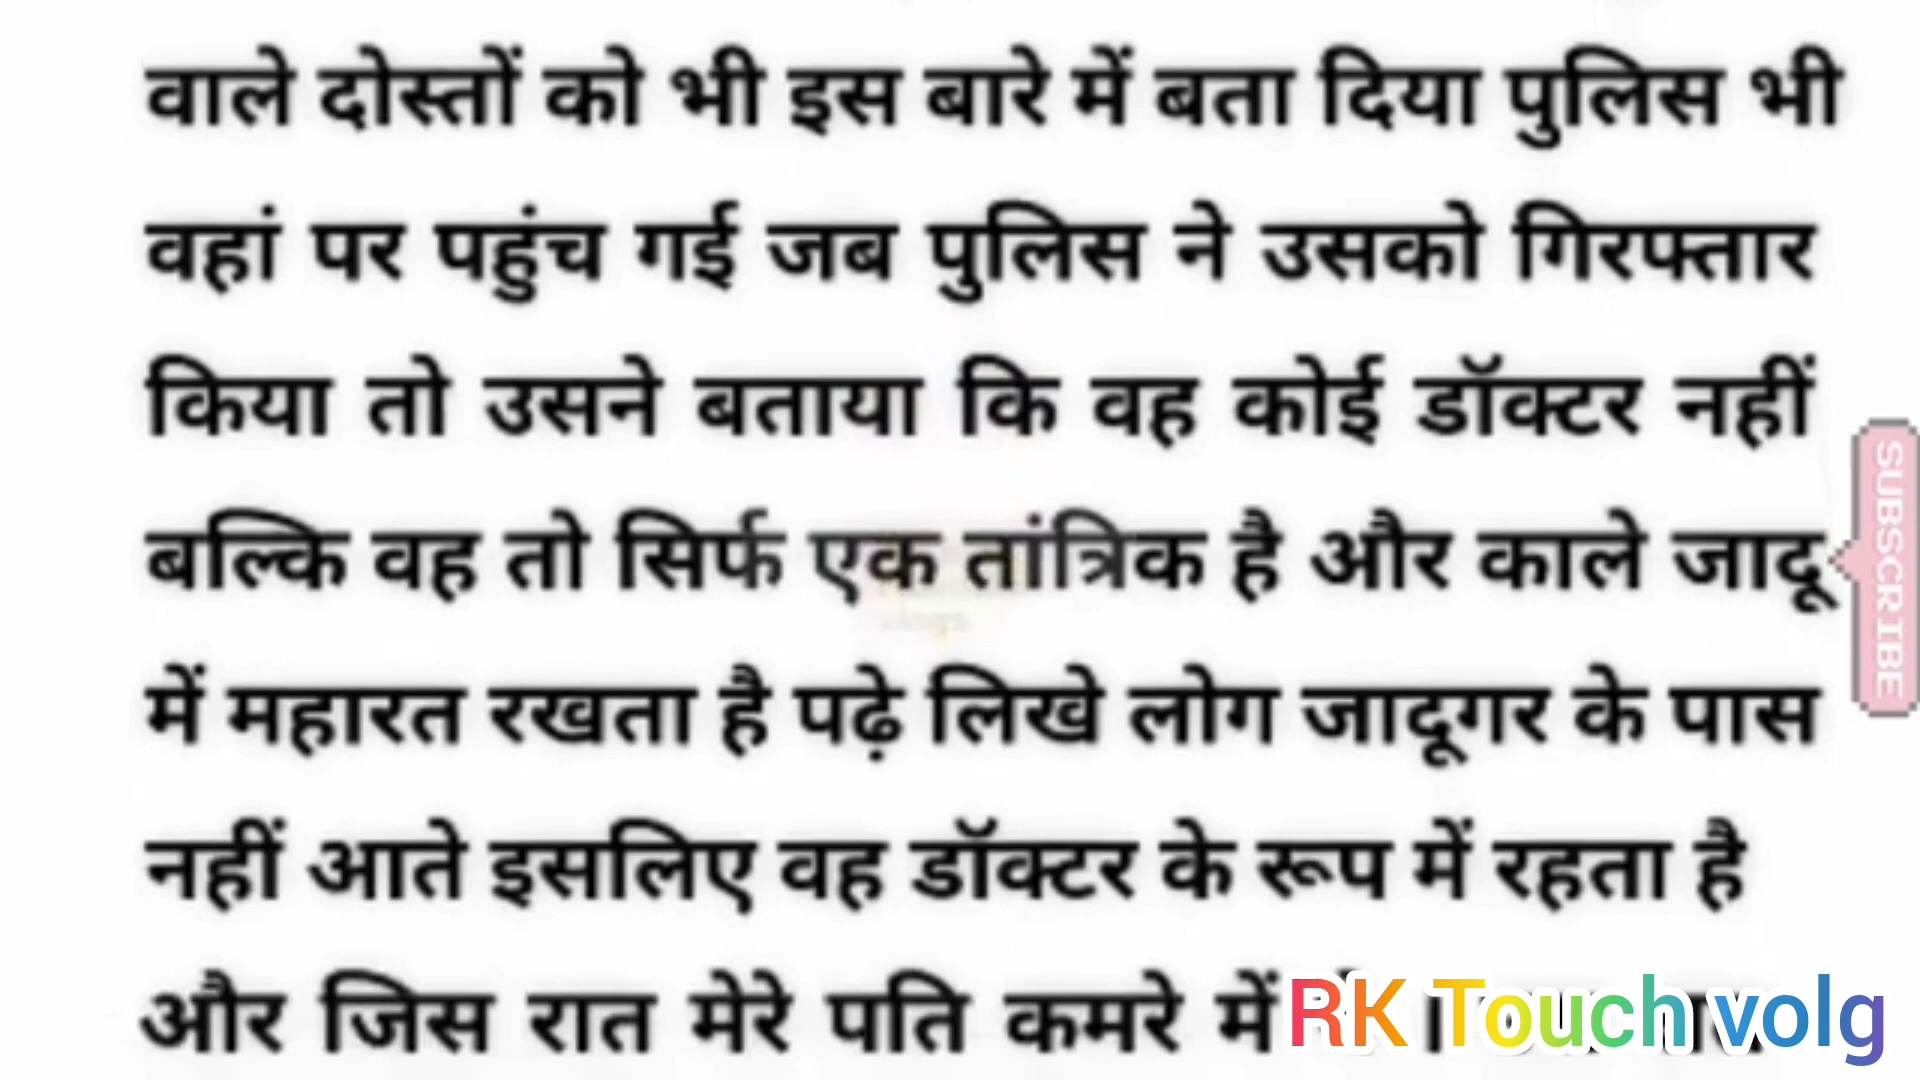 वाले दोस्तों को भी इस बारे में बता दिया पुलिस भी
वहां पर पहुंच गई जब पुलिस ने उसको गिरफ्तार
किया तो उसने बताया कि वह कोई डॉक्टर नहीं
बल्कि वह तो सिर्फ एक तांत्रिक है और काले जादू
में महारत रखता है पढ़े लिखे लोग जादूगर के पास
नहीं आते इसलिए वह डॉक्टर के रूप में रहता है
और जिस रात मेरे पति कमरे में
RK Touch volg
SUBSCRIBE